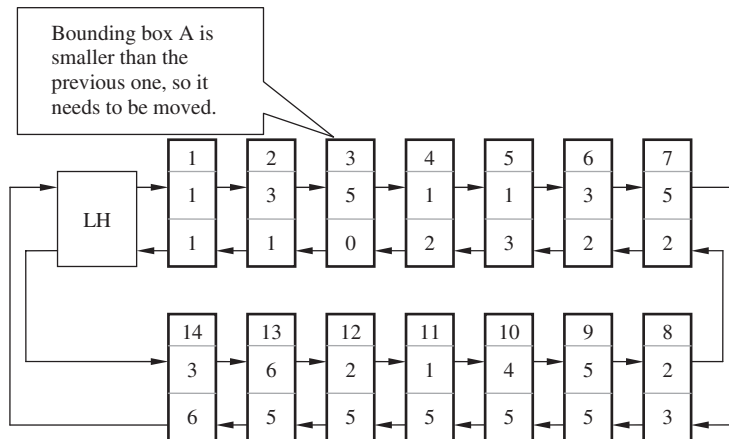 Bounding box A is
smaller than the
previous one, so it
needs to be moved.
1 2 3 4 5 6 7
LH 1 3 5 1 1 3 5
1 1 0 2 3 2 2
14 13 12 11 10 9 8
3 6 2 1 4 5 2
6 5 5 5 5 5 3